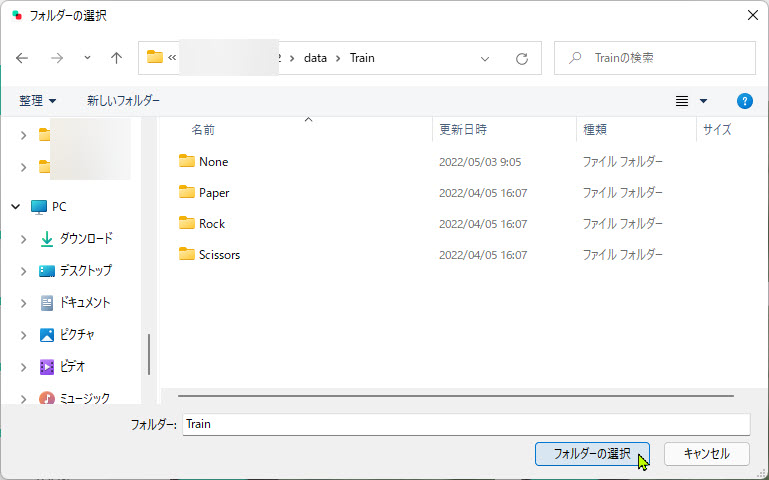 フォルダーの選択
« 2 › data › Train
Trainの検索
整理 新しいフォルダー
名前 更新日時 種類 サイズ
None 2022/05/03 9:05 ファイル フォルダー
Paper 2022/04/05 16:07 ファイル フォルダー
Rock 2022/04/05 16:07 ファイル フォルダー
Scissors 2022/04/05 16:07 ファイル フォルダー
PC
ダウンロード
デスクトップ
ドキュメント
ピクチャ
ビデオ
ミュージック
フォルダー: Train
フォルダーの選択 キャンセル